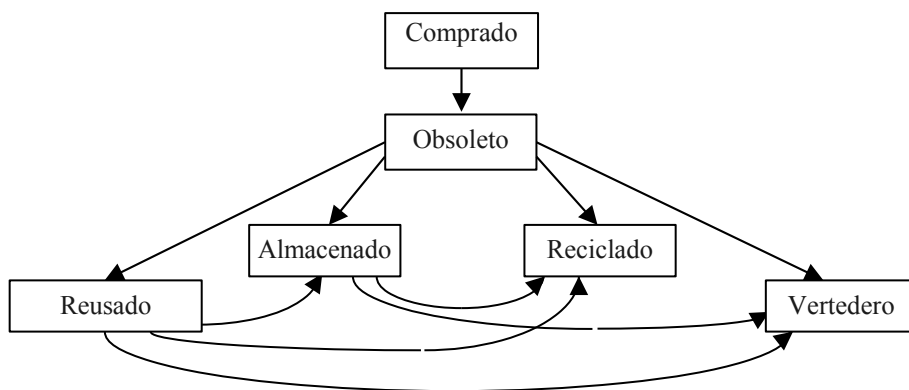 Comprado
Obsoleto
Almacenado
Reciclado
Reusado
Vertedero